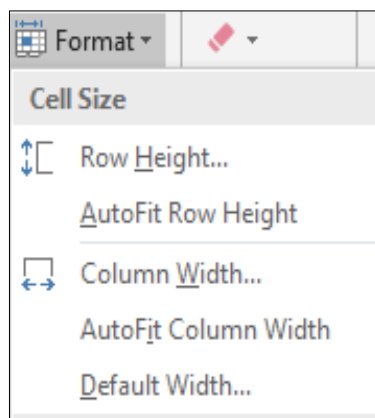 Format
Cell Size
Row Height...
AutoFit Row Height
Column Width...
AutoFit Column Width
Default Width...